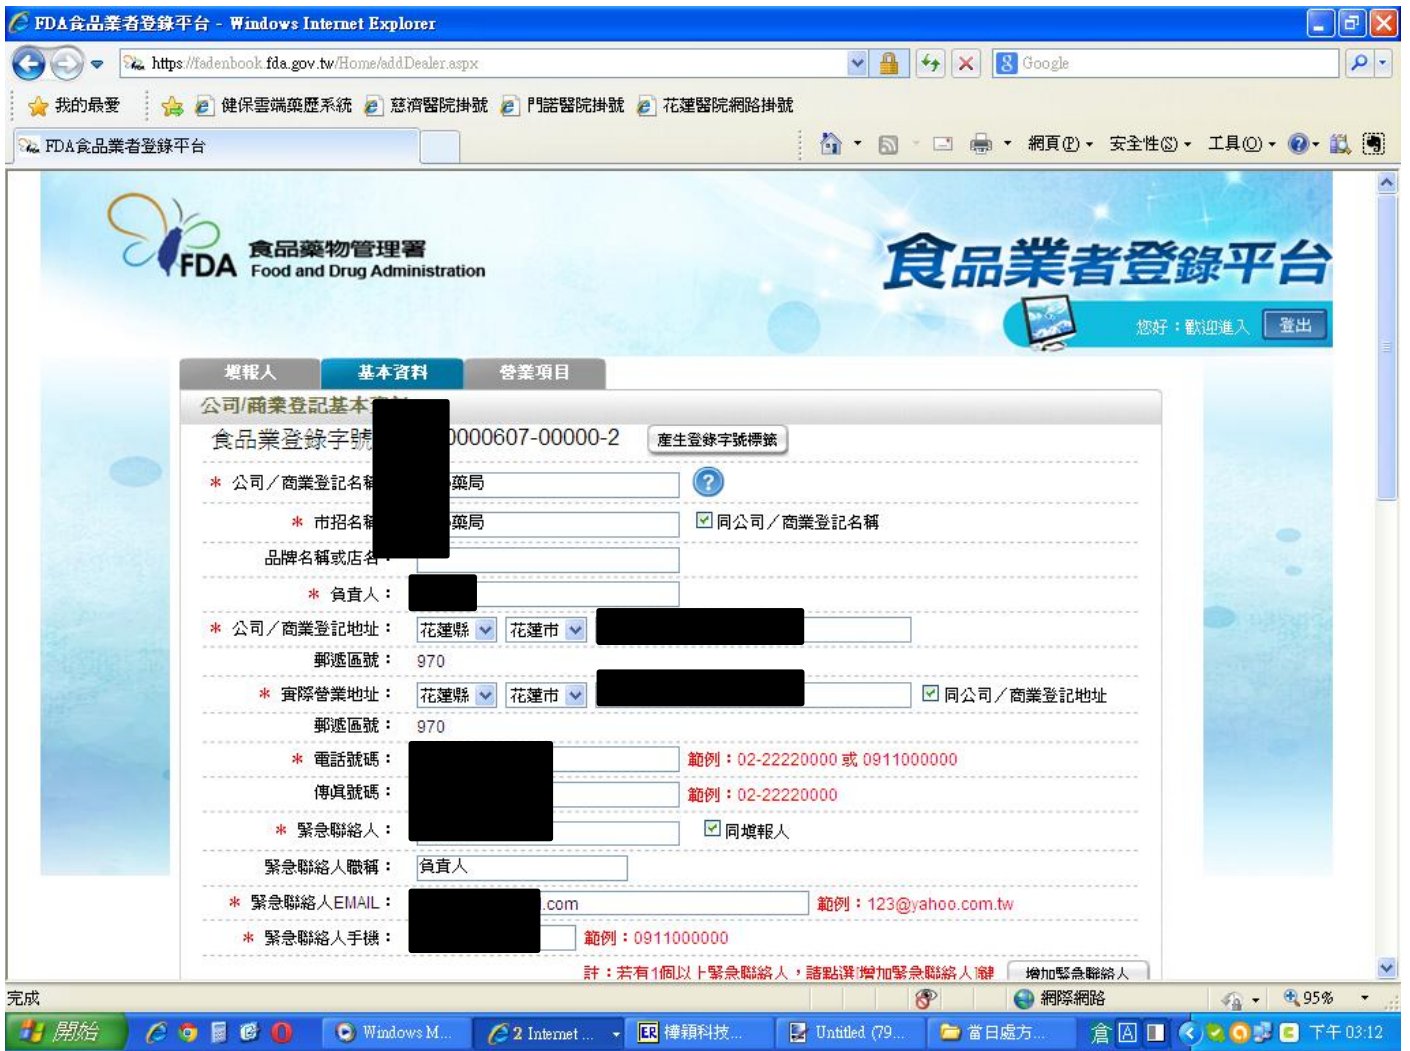 FDA食品業者登錄平台 - Windows Internet Explorer
https://fadenbook.fda.gov.tw/Home/addDealer.aspx
Google
我的最愛 健保雲端藥歷系統 慈濟醫院掛號 門諾醫院掛號 花蓮醫院網路掛號
FDA食品業者登錄平台 網頁(P) 安全性(S) 工具(O)
FDA 食品藥物管理署
Food and Drug Administration
食品業者登錄平台
您好：歡迎進入 登出
填報人 基本資料 營業項目
公司/商業登記基本
食品業登錄字號 0000607-00000-2 產生登錄字號標籤
* 公司／商業登記名稱 藥局
* 市招名稱 藥局 同公司／商業登記名稱
品牌名稱或店名：
* 負責人：
* 公司／商業登記地址： 花蓮縣 花蓮市
郵遞區號： 970
* 實際營業地址： 花蓮縣 花蓮市 同公司／商業登記地址
郵遞區號： 970
* 電話號碼： 範例：02-22220000 或 0911000000
傳真號碼： 範例：02-22220000
* 緊急聯絡人： 同填報人
緊急聯絡人職稱： 負責人
* 緊急聯絡人EMAIL： .com 範例：123@yahoo.com.tw
* 緊急聯絡人手機： 範例：0911000000
註：若有1個以上緊急聯絡人，請點選增加緊急聯絡人鍵 增加緊急聯絡人
完成 網際網路 95%
開始 Windows M... 2 Internet ... 樺穎科技... Untitled (79... 當日處方... 倉 A 下午 03:12